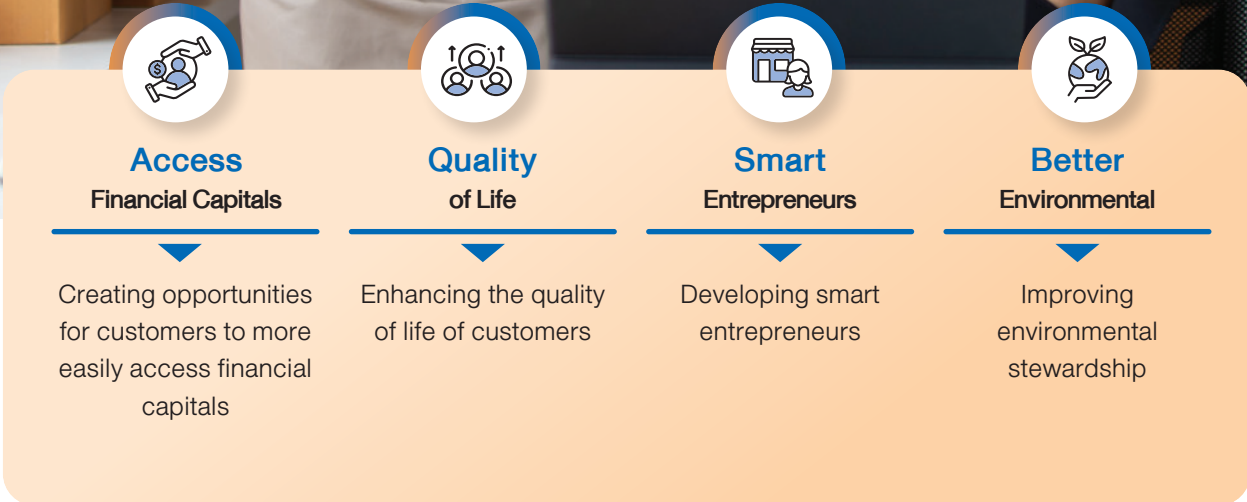 Access
Financial Capitals
Creating opportunities
for customers to more
easily access financial
capitals
Quality
of Life
Enhancing the quality
of life of customers
Smart
Entrepreneurs
Developing smart
entrepreneurs
Better
Environmental
Improving
environmental
stewardship